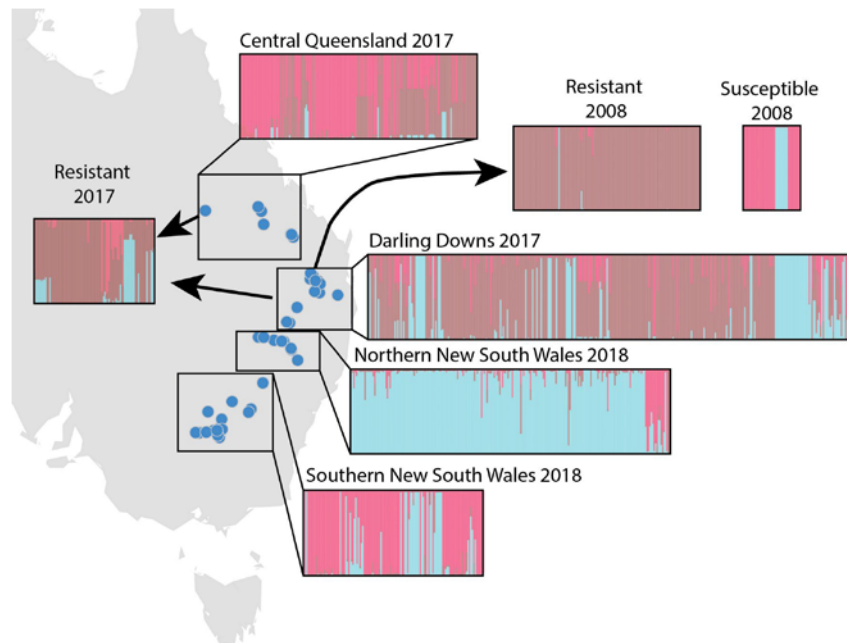 Central Queensland 2017
Resistant
2008
Susceptible
2008
Resistant
2017
Darling Downs 2017
Northern New South Wales 2018
Southern New South Wales 2018